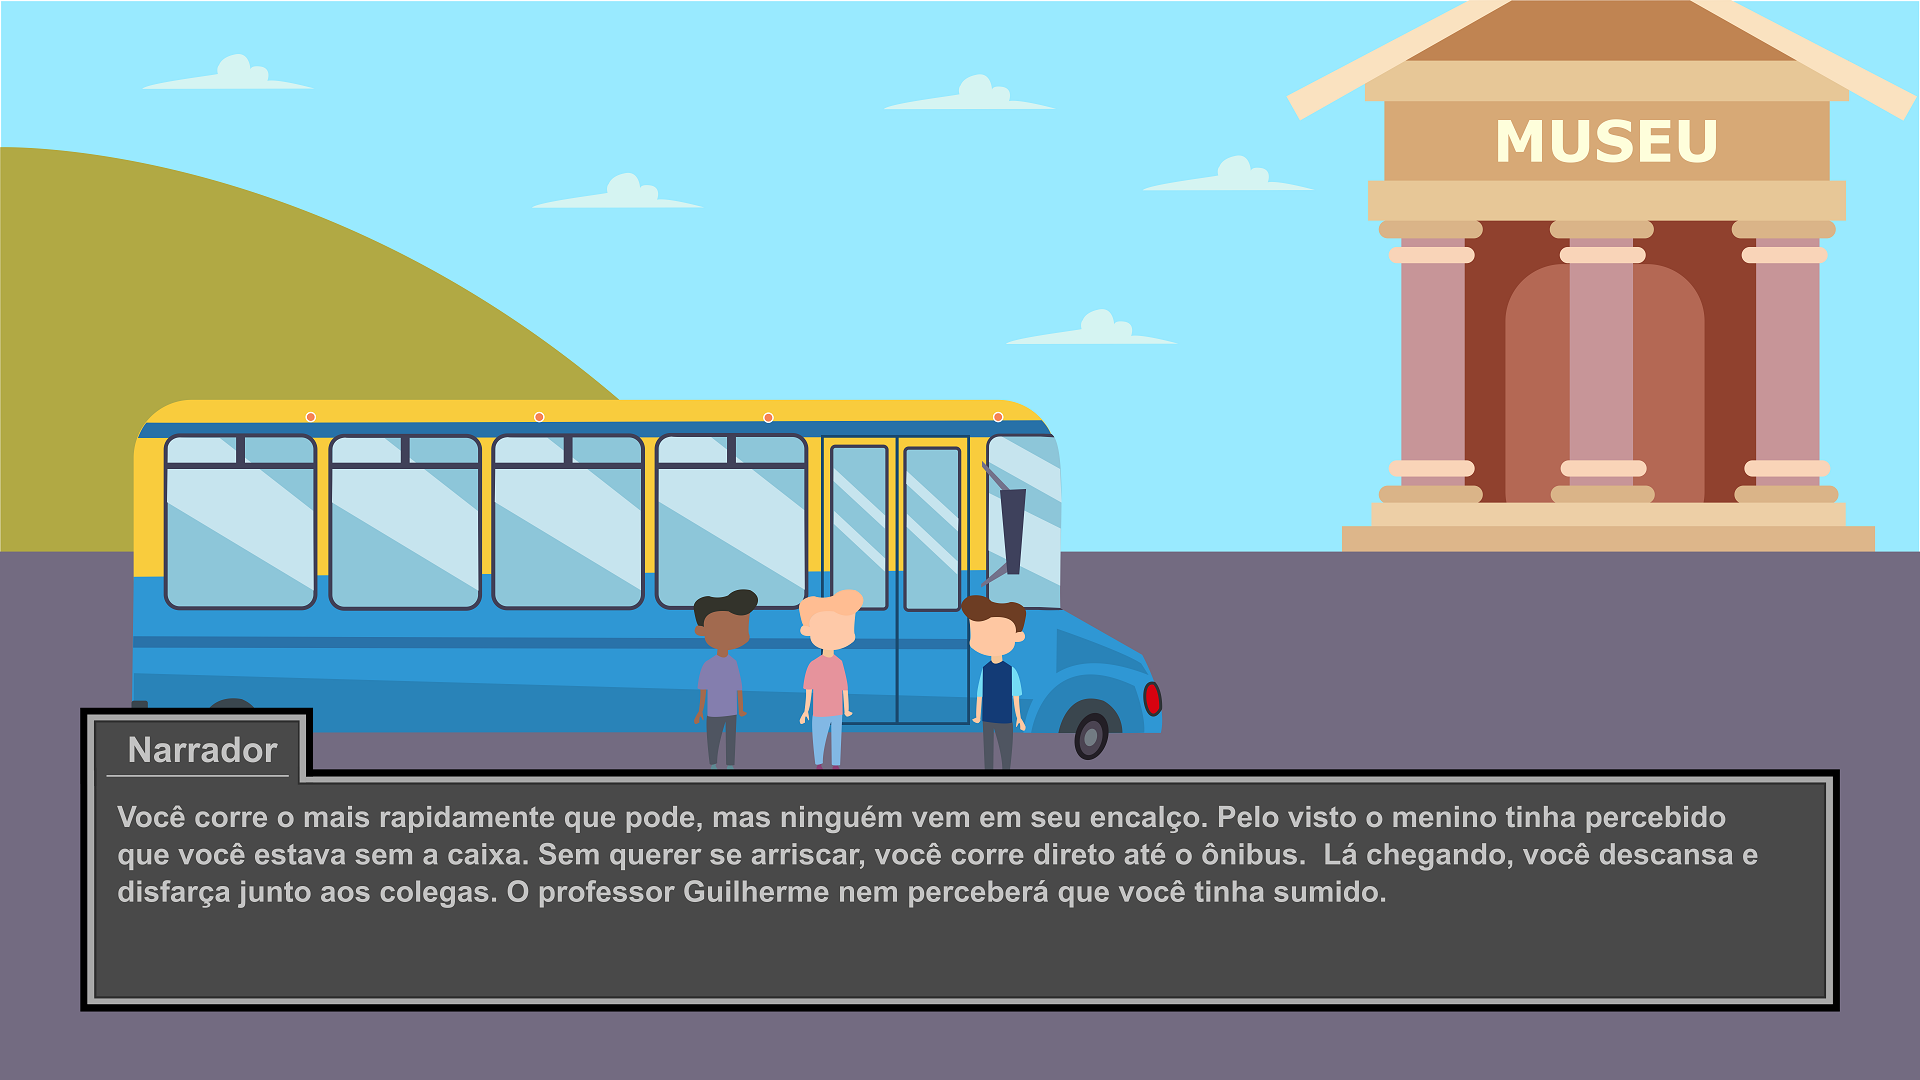 MUSEU
Narrador
Você corre o mais rapidamente que pode, mas ninguém vem em seu encalço. Pelo visto o menino tinha percebido
que você estava sem a caixa. Sem querer se arriscar, você corre direto até o ônibus.  Lá chegando, você descansa e
disfarça junto aos colegas. O professor Guilherme nem perceberá que você tinha sumido.